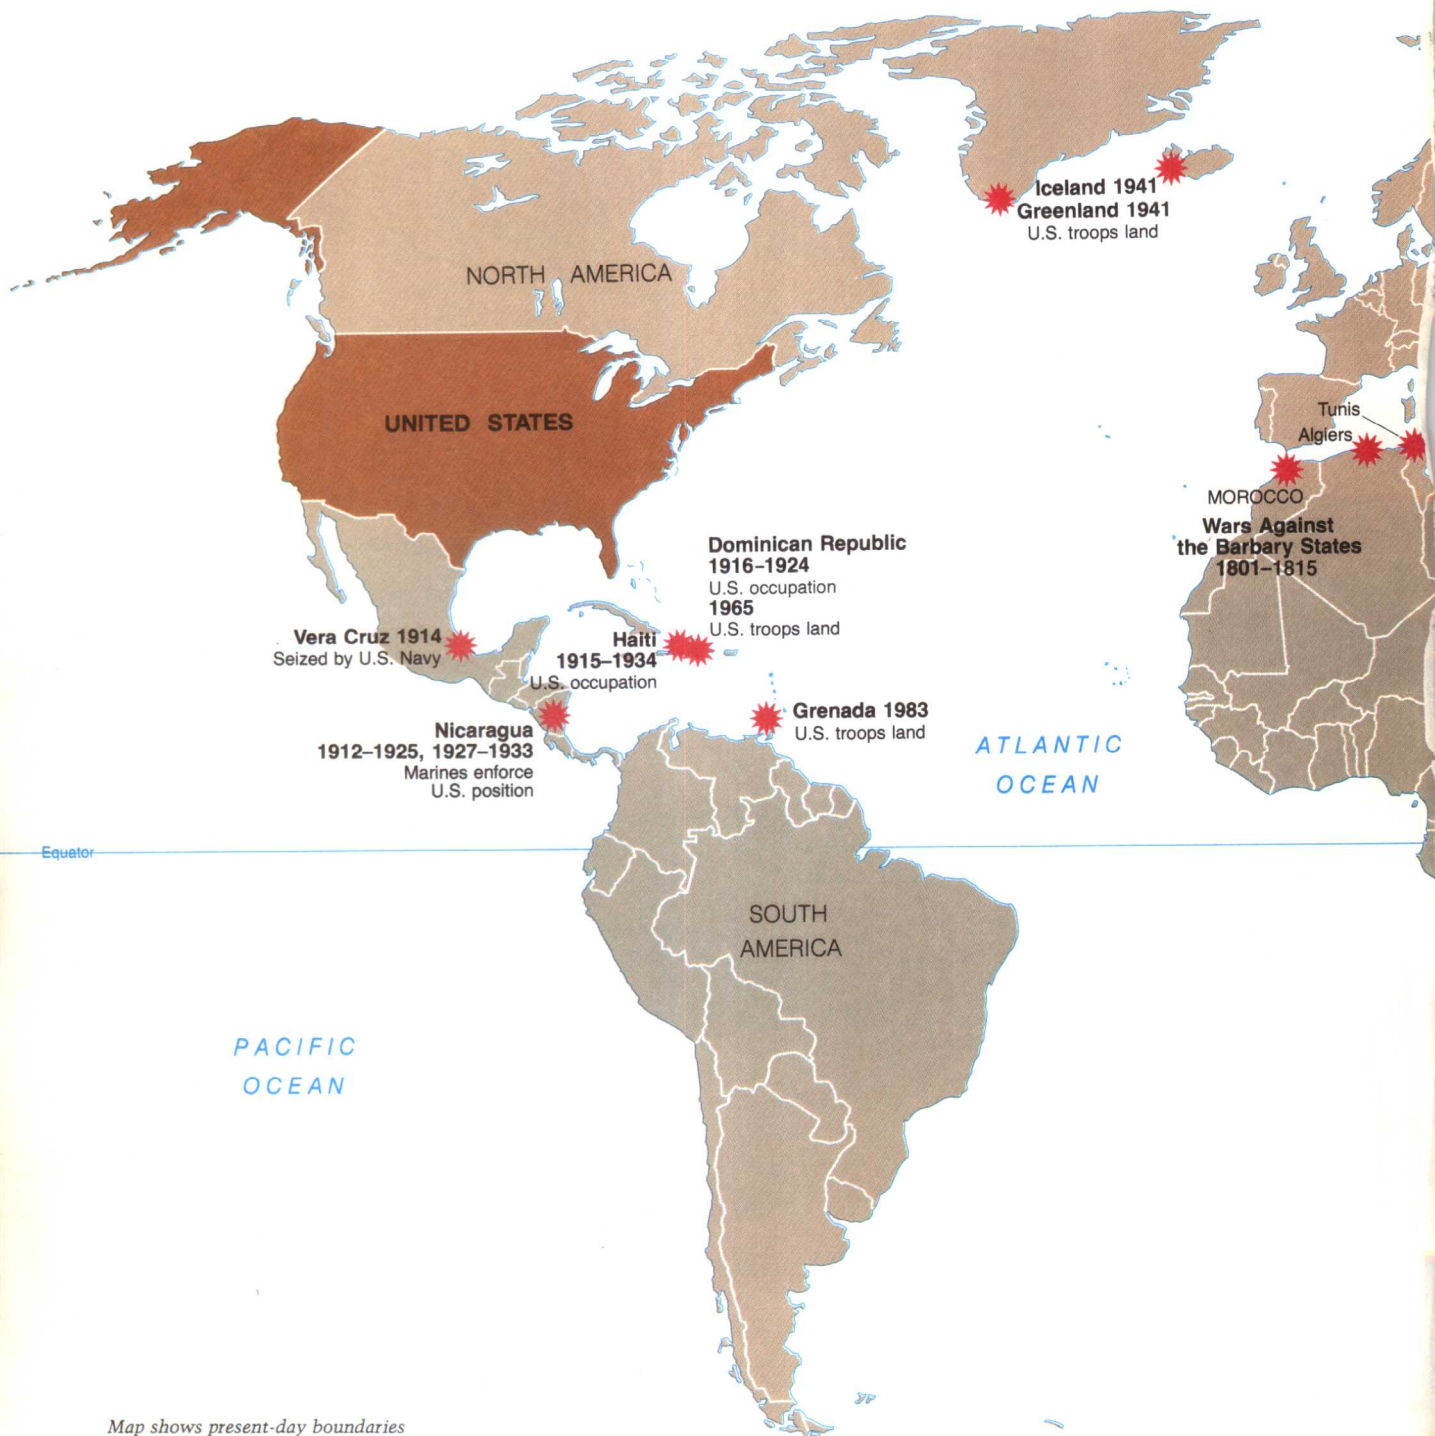 Iceland 1941
Greenland 1941
U.S. troops land
NORTH AMERICA
UNITED STATES
Tunis
Algiers
MOROCCO
Wars Against
the Barbary States
1801–1815
Dominican Republic
1916–1924
U.S. occupation
1965
U.S. troops land
Vera Cruz 1914
Seized by U.S. Navy
Haiti
1915–1934
U.S. occupation
Nicaragua
1912–1925, 1927–1933
Marines enforce
U.S. position
Grenada 1983
U.S. troops land
ATLANTIC
OCEAN
Equator
SOUTH
AMERICA
PACIFIC
OCEAN
Map shows present-day boundaries